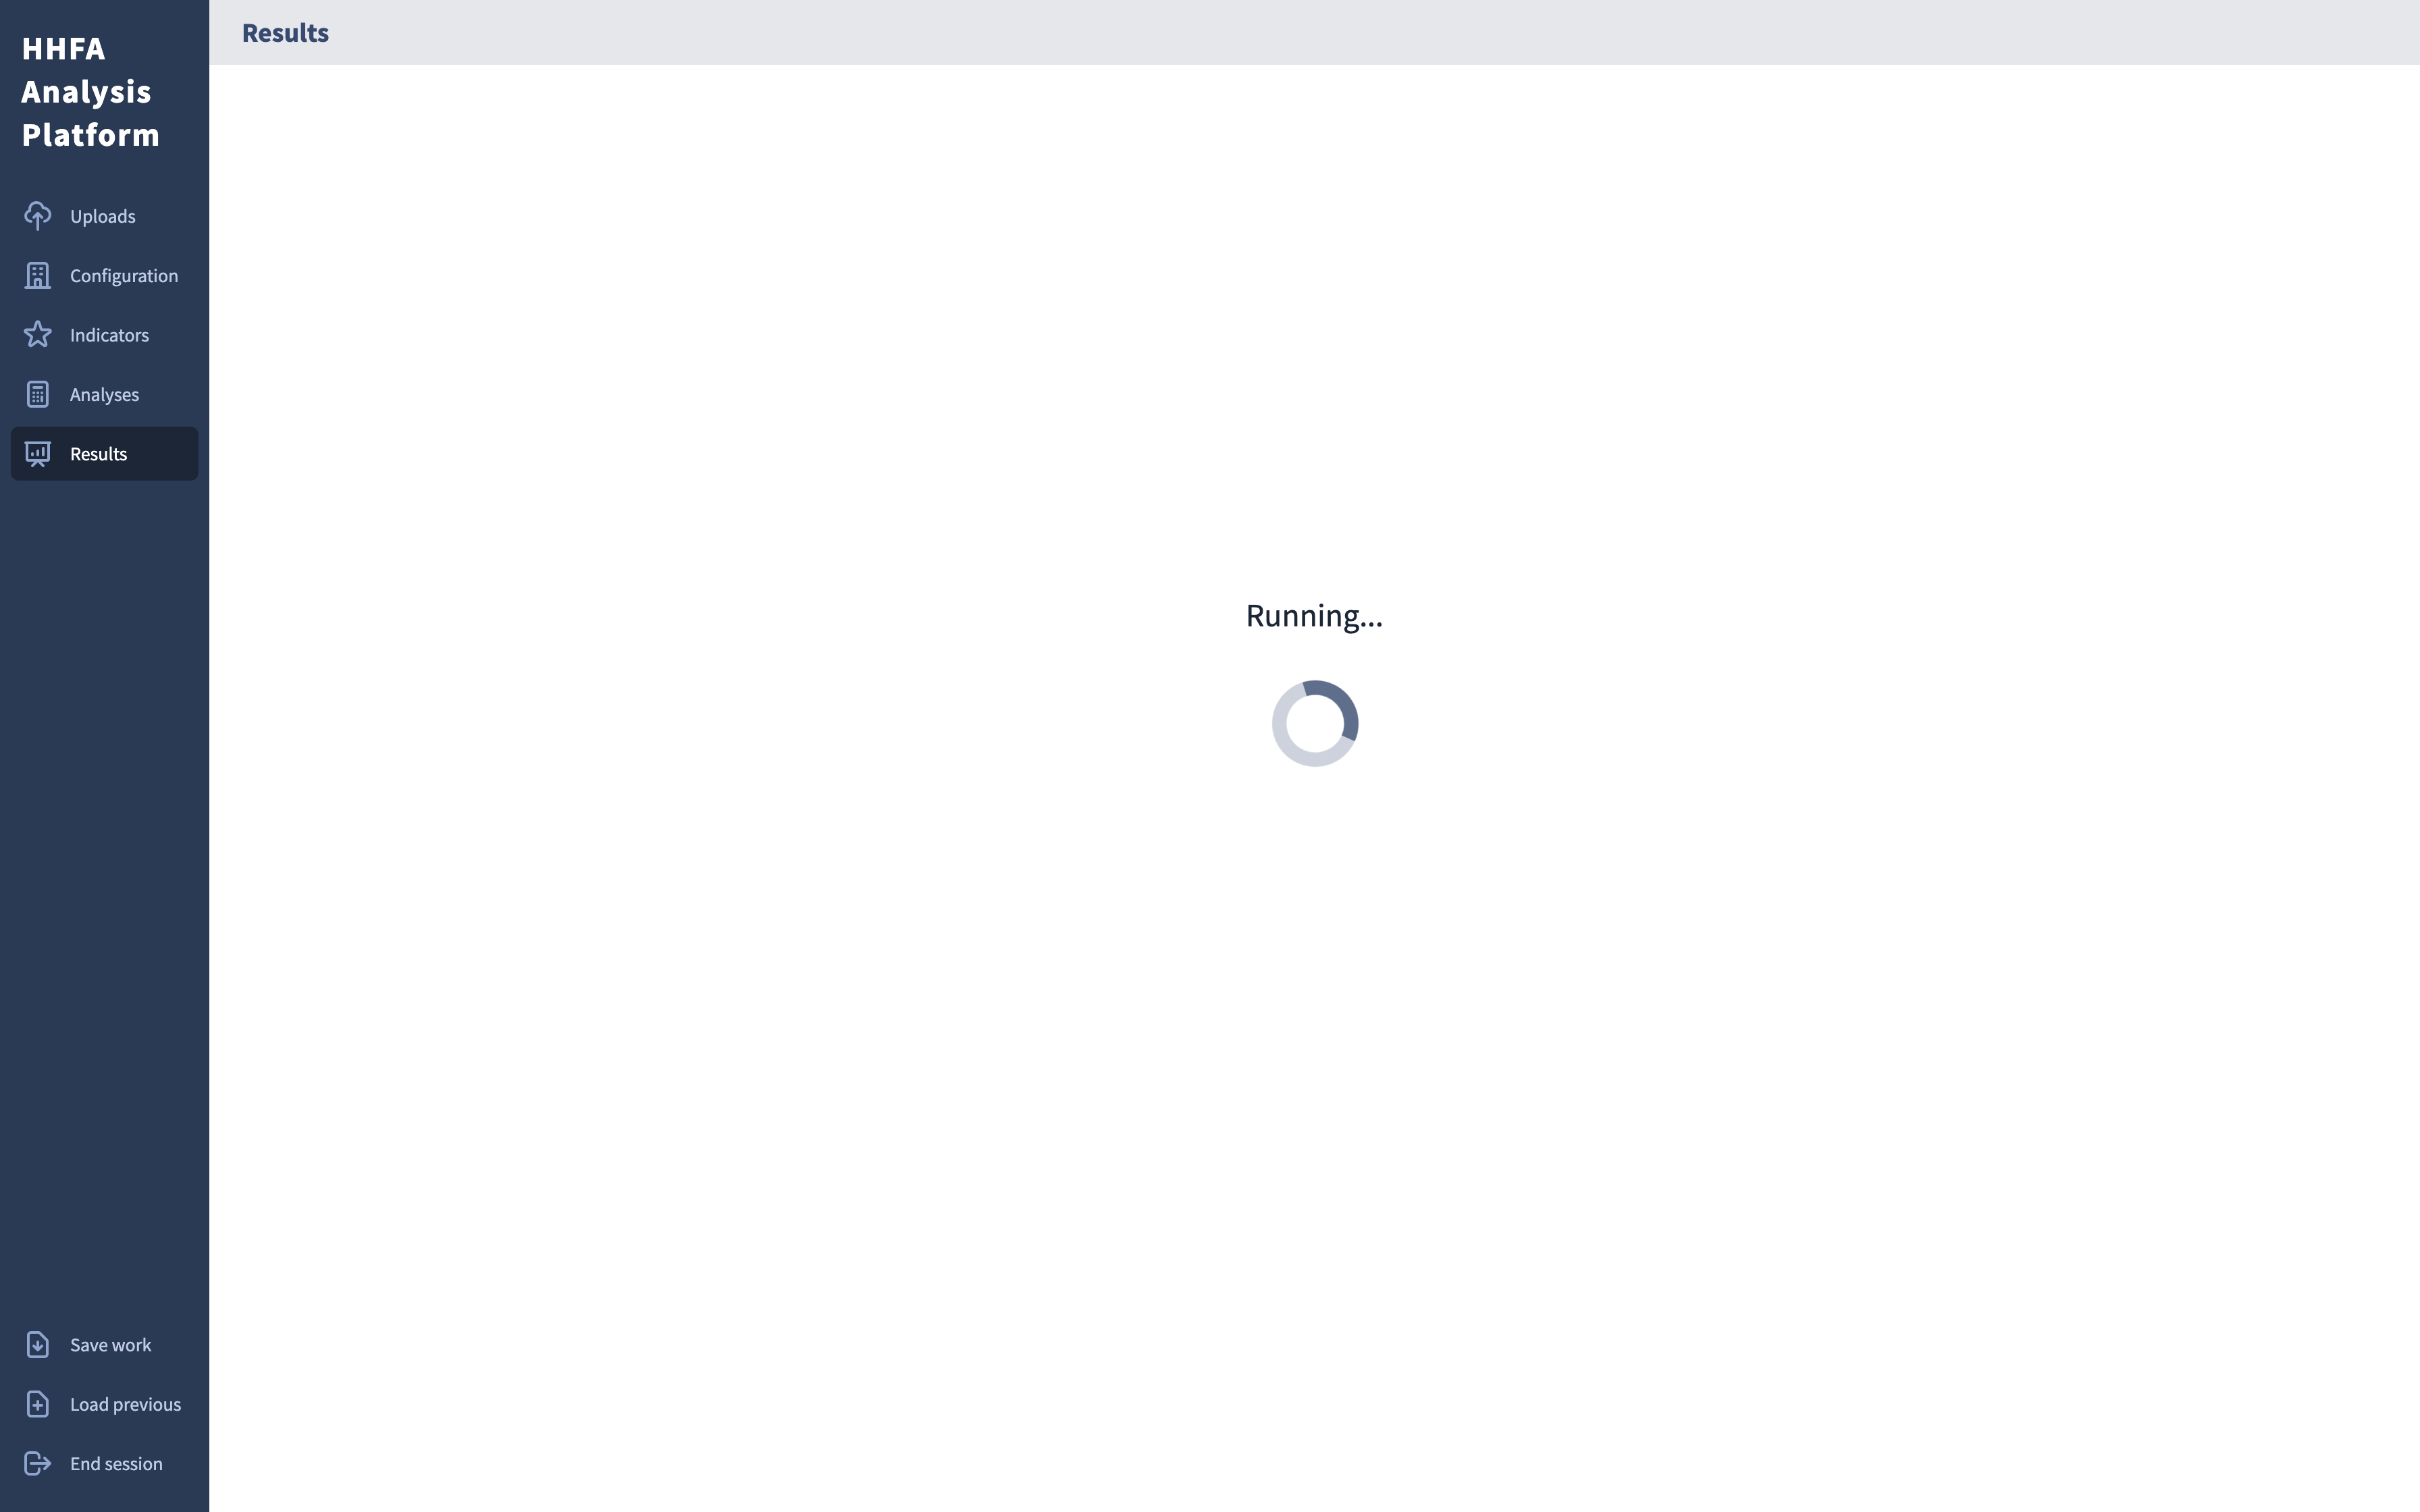 HHFA
Analysis
Platform
Uploads
Configuration
Indicators
Analyses
Results
Save work
Load previous
End session
Results
Running...